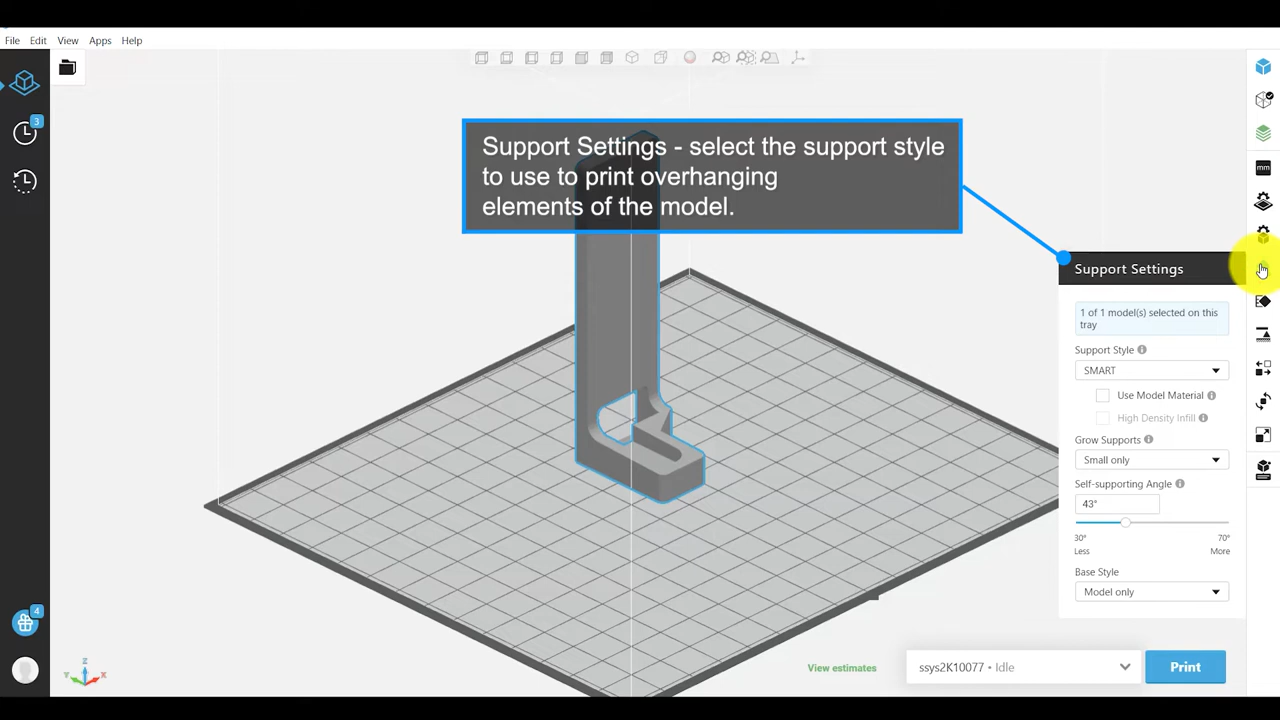 File Edit View Apps Help
3
mm
Support Settings - select the support style
to use to print overhanging
elements of the model.
Support Settings
1 of 1 model(s) selected on this
tray
Support Style
SMART
Use Model Material
High Density Infill
Grow Supports
Small only
Self-supporting Angle
43°
30° 70°
Less More
Base Style
Model only
4
Z
Y X
View estimates
ssys2K10077 • Idle
Print